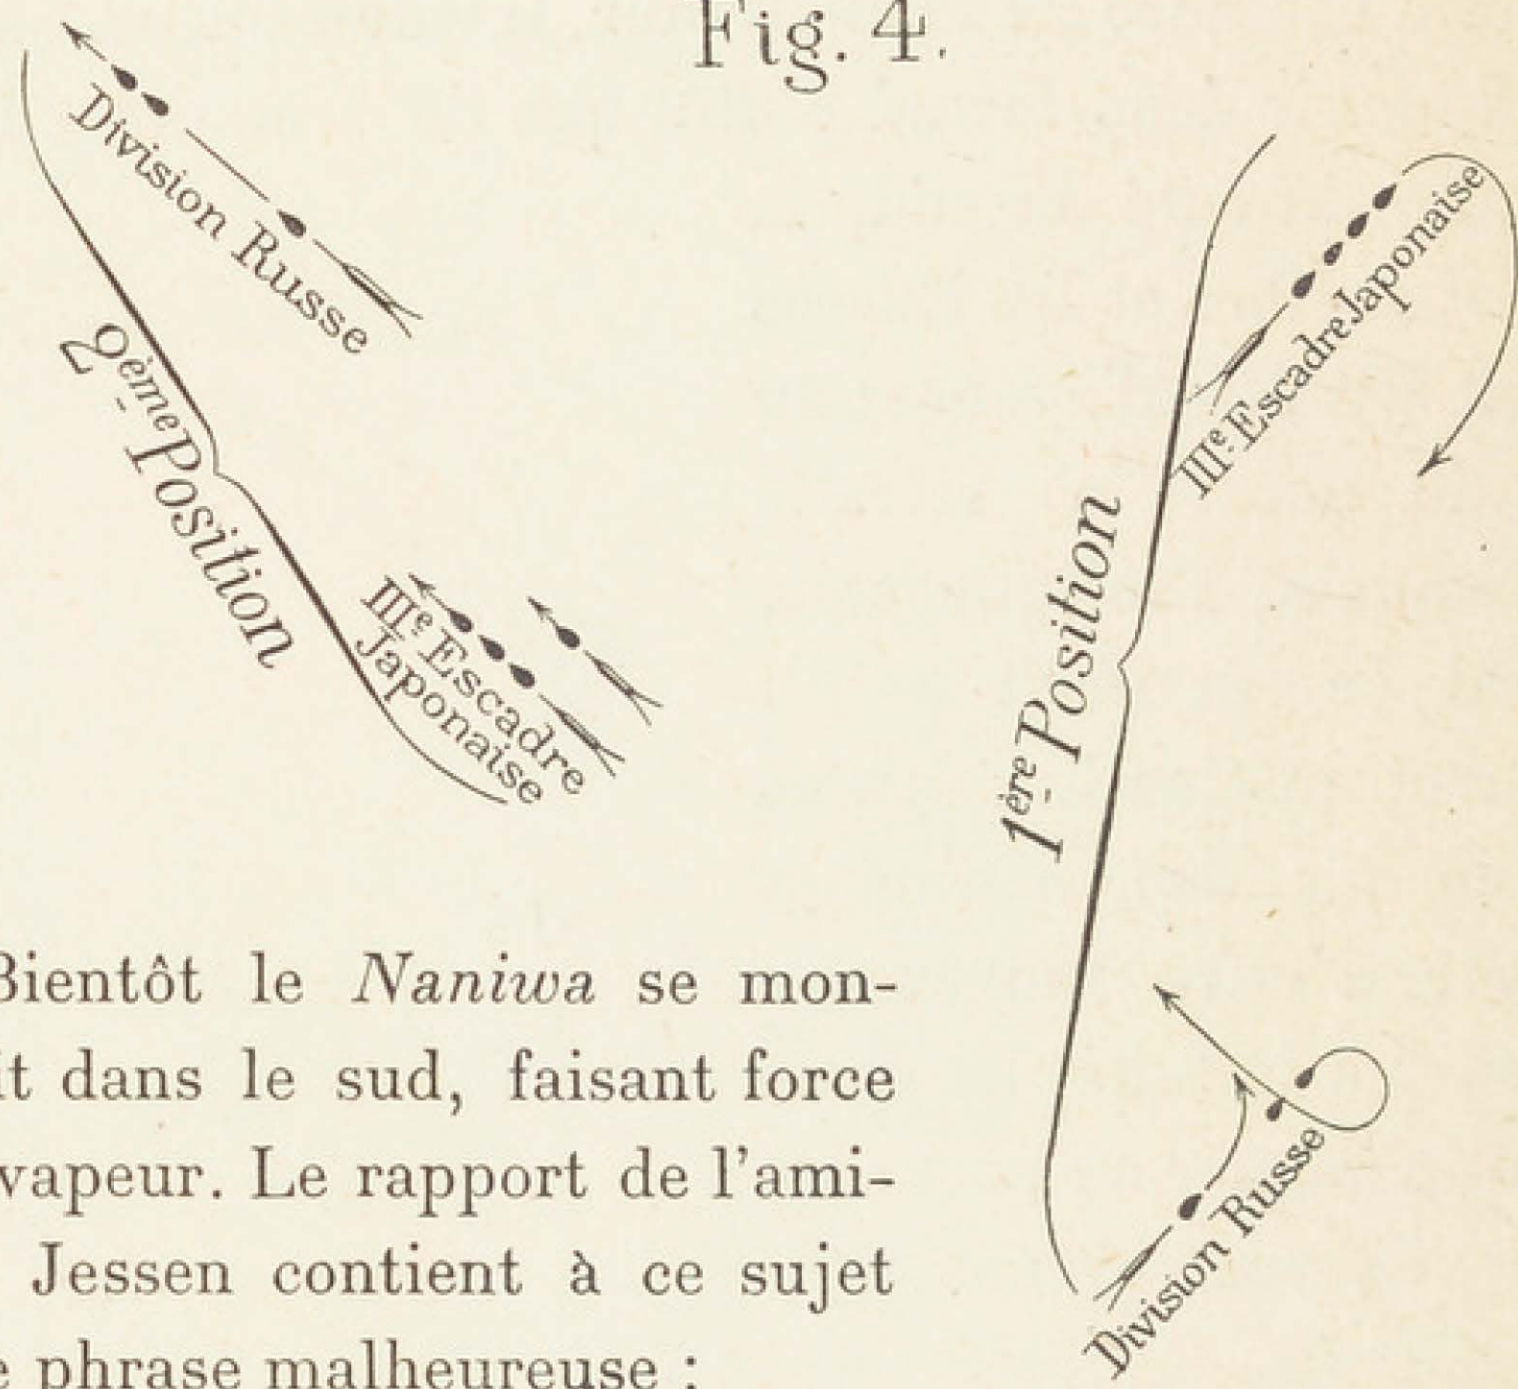 Fig. 4.
Division Russe
2ème Position
IIIe Escadre
Japonaise
1ère Position
IIIe Escadre Japonaise
Division Russe
Bientôt le Naniwa se mon-
it dans le sud, faisant force
vapeur. Le rapport de l'ami-
Jessen contient à ce sujet
e phrase malheureuse :